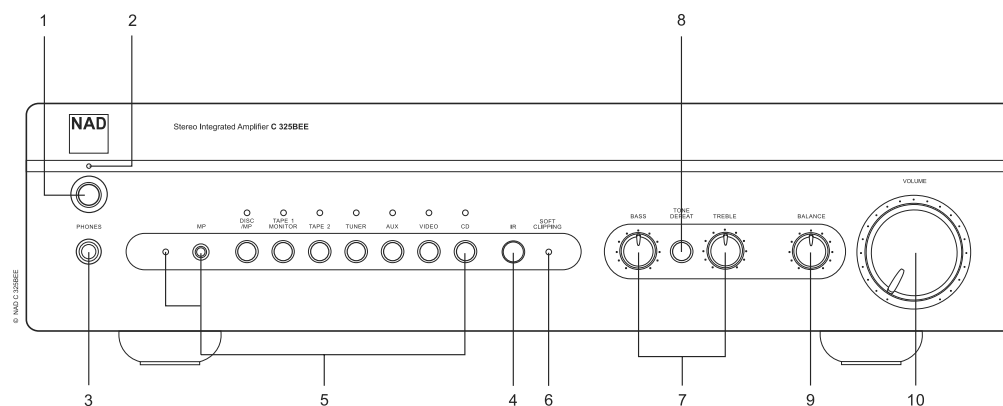 1
2
8
NAD
Stereo Integrated Amplifier C 325BEE
VOLUME
PHONES
MP
DISC
/MP
TAPE 1
MONITOR
TAPE 2
TUNER
AUX
VIDEO
CD
IR
SOFT
CLIPPING
BASS
TONE
DEFEAT
TREBLE
BALANCE
© NAD C 325BEE
3
5
4
6
7
9
10